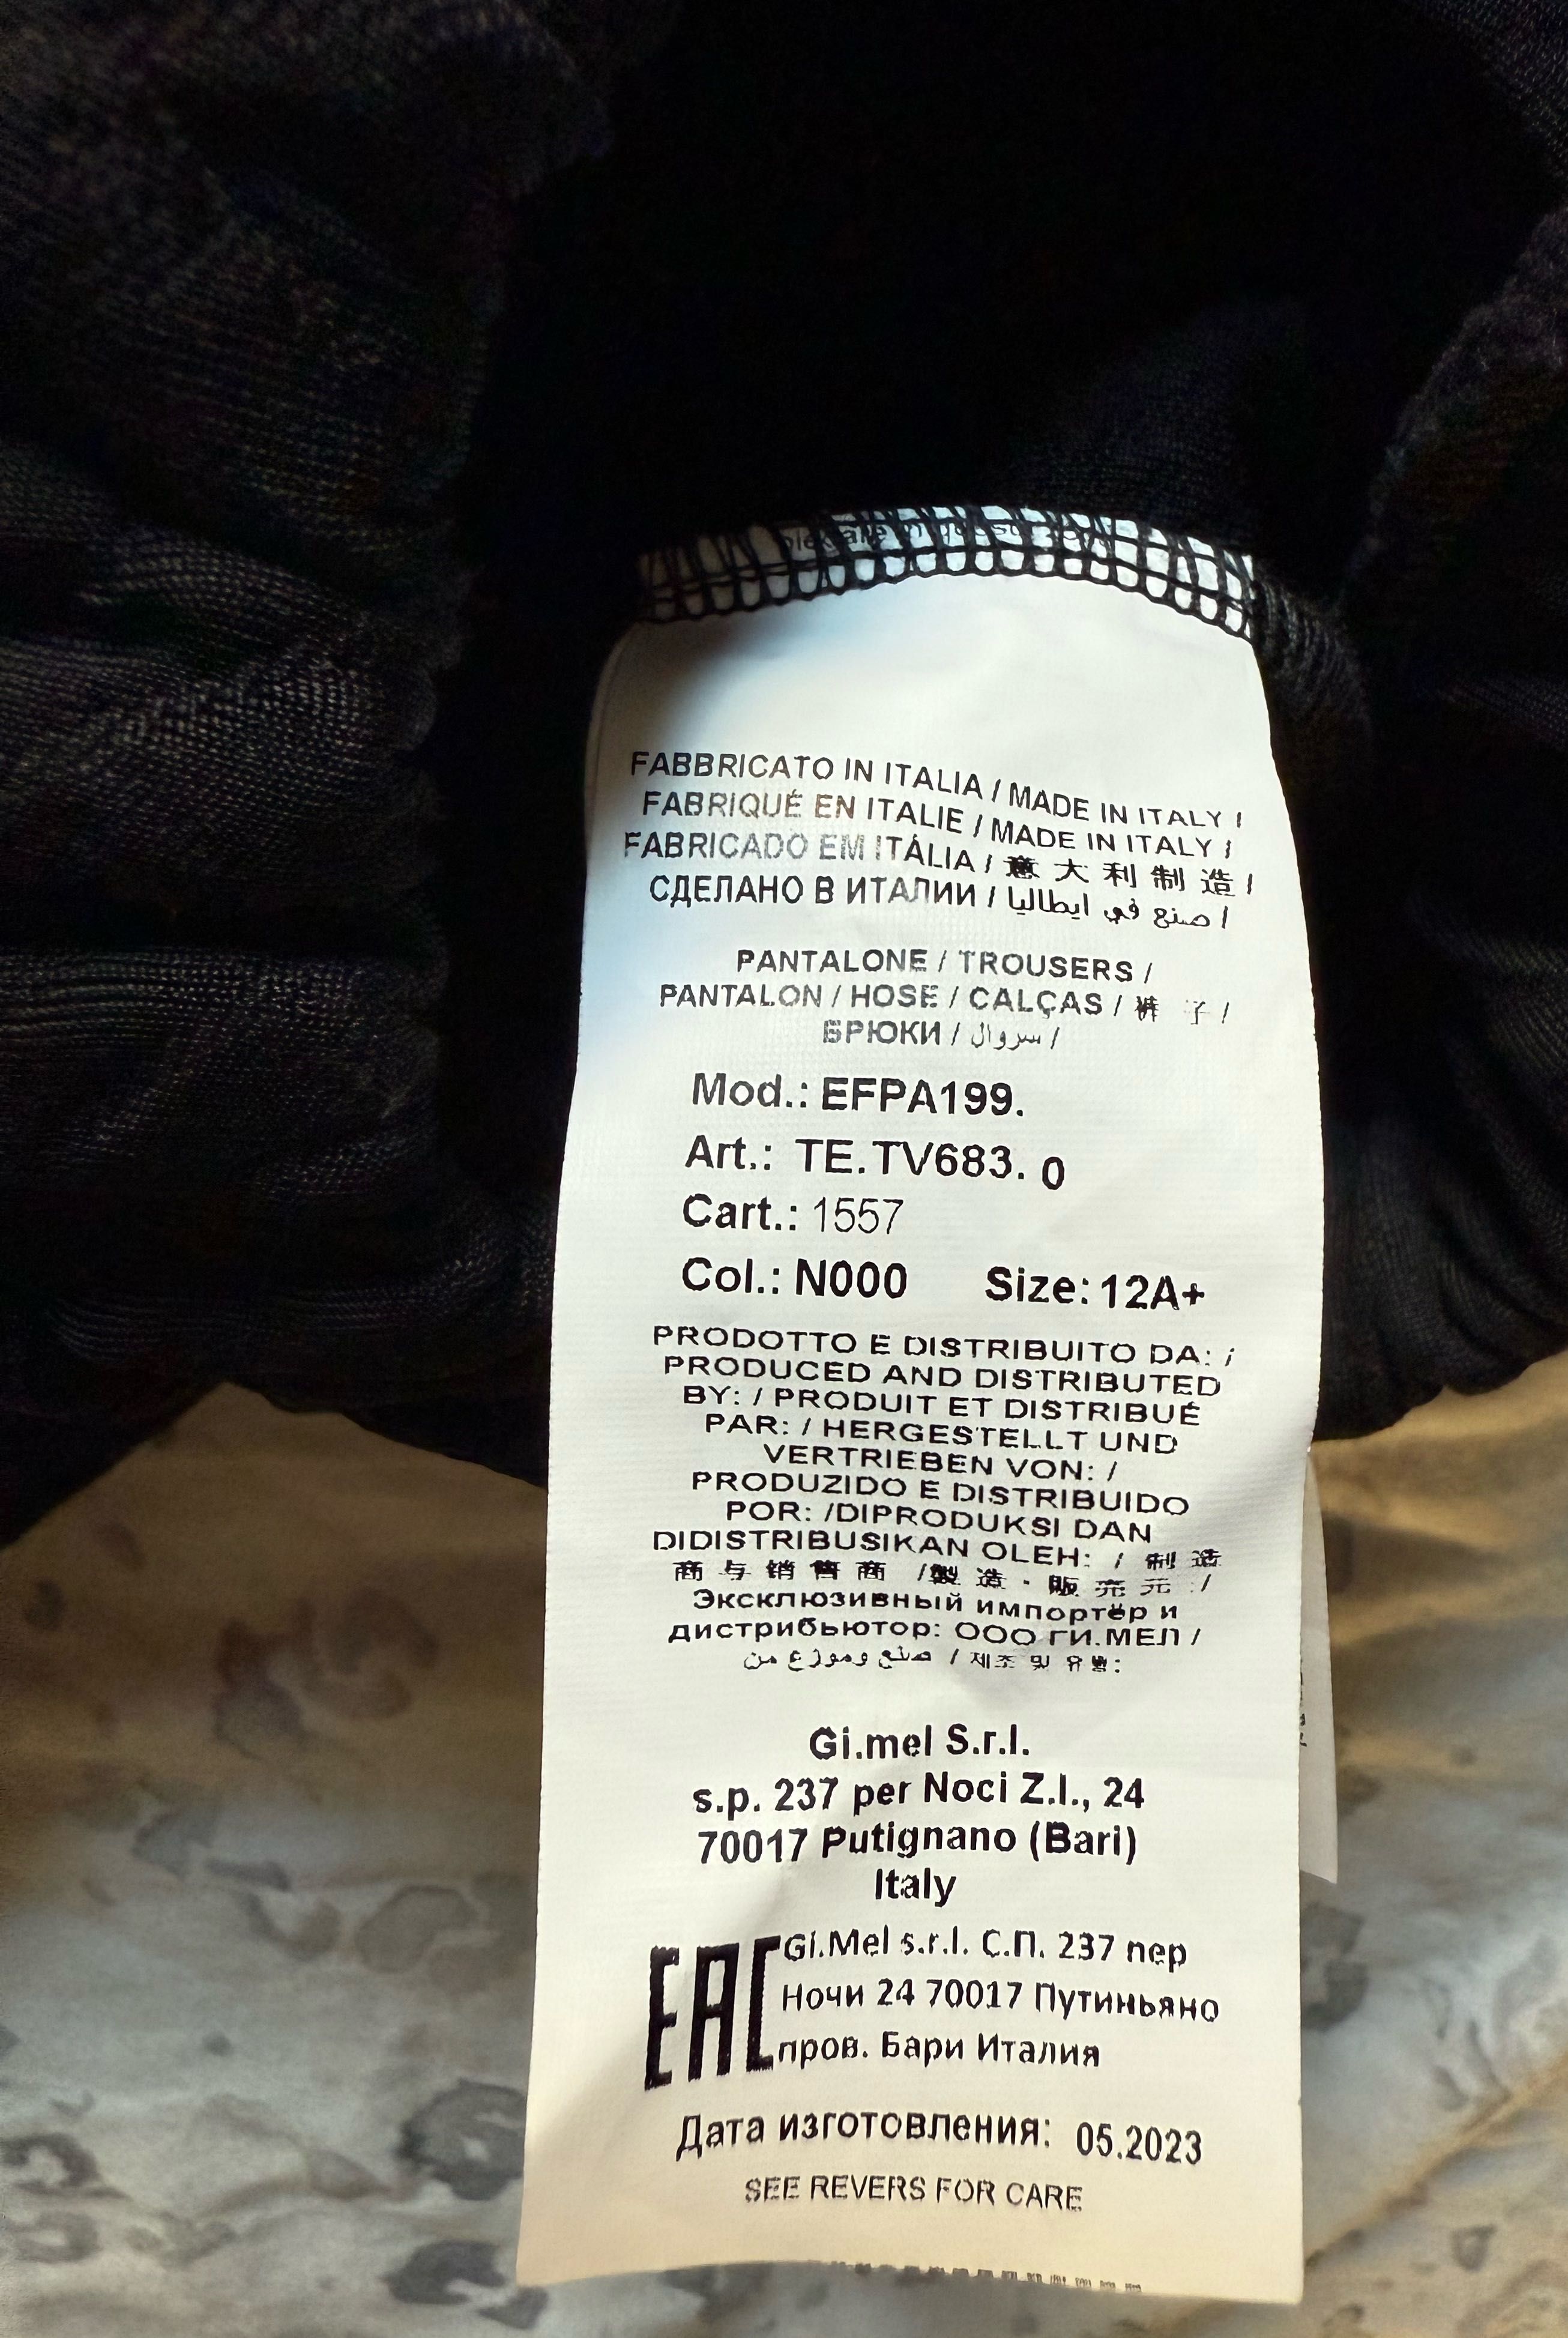 FABBRICATO IN ITALIA / MADE IN ITALY /
FABRIQUÉ EN ITALIE / MADE IN ITALY /
FABRICADO EM ITÁLIA / 意大利制造 /
СДЕЛАНО В ИТАЛИИ / صنع في ايطاليا /
PANTALONE / TROUSERS /
PANTALON / HOSE / CALÇAS / 裤子 /
БРЮКИ / سروال /
Mod.: EFPA199.
Art.: TE.TV683. 0
Cart.: 1557
Col.: N000 Size: 12A+
PRODOTTO E DISTRIBUITO DA: /
PRODUCED AND DISTRIBUTED
BY: / PRODUIT ET DISTRIBUÉ
PAR: / HERGESTELLT UND
VERTRIEBEN VON: /
PRODUZIDO E DISTRIBUIDO
POR: /DIPRODUKSI DAN
DIDISTRIBUSIKAN OLEH: / 制造
商与销售商 /製造・販売元 /
Эксклюзивный импортёр и
дистрибьютор: ООО ГИ.МЕЛ /
صنع وموزع من / 제조 및 유통:
Gi.mel S.r.l.
s.p. 237 per Noci Z.I., 24
70017 Putignano (Bari)
Italy
EAC
Gi.Mel s.r.l. С.П. 237 пер
Ночи 24 70017 Путиньяно
пров. Бари Италия
Дата изготовления: 05.2023
SEE REVERS FOR CARE